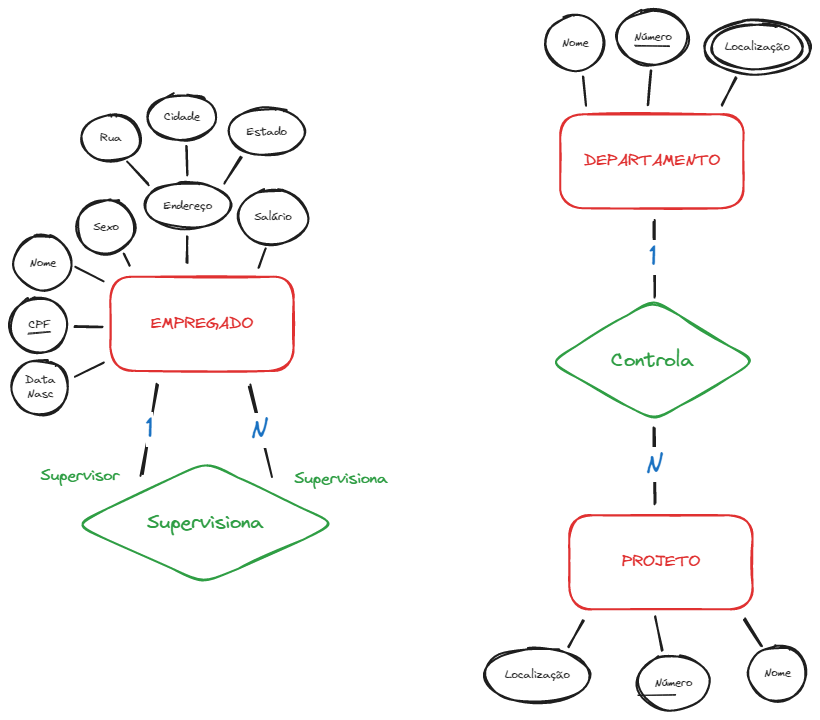 Nome
Número
Localização
DEPARTAMENTO
1
Controla
N
PROJETO
Localização
Número
Nome
Cidade
Rua
Estado
Endereço
Sexo
Salário
Nome
CPF
Data
Nasc
EMPREGADO
1
N
Supervisor
Supervisiona
Supervisiona